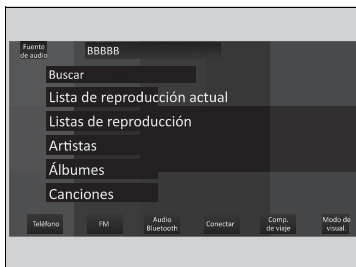 Fuente
de audio
BBBBB
Buscar
Lista de reproducción actual
Listas de reproducción
Artistas
Álbumes
Canciones
Teléfono
FM
Audio
Bluetooth
Conectar
Comp.
de viaje
Modo de
visual.